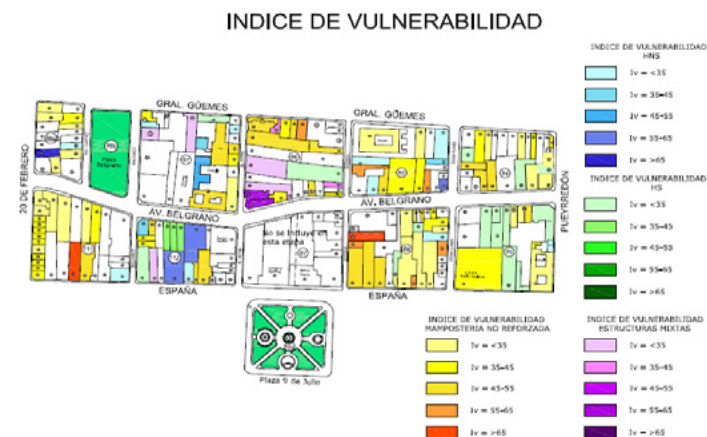 INDICE DE VULNERABILIDAD
INDICE DE VULNERABILIDAD
HNS
Iv = <35
Iv = 35-45
Iv = 45-55
Iv = 55-65
Iv = >65
INDICE DE VULNERABILIDAD
HS
Iv = <35
Iv = 35-45
Iv = 45-55
Iv = 55-65
Iv = >65
GRAL. GÜEMES
GRAL. GÜEMES
20 DE FEBRERO
Plaza
Belgrano
AV. BELGRANO
AV. BELGRANO
PUEYRREDÓN
No se incluye en
esta etapa
ESPAÑA
ESPAÑA
Plaza 9 de Julio
INDICE DE VULNERABILIDAD
MAMPOSTERIA NO REFORZADA
Iv = <35
Iv = 35-45
Iv = 45-55
Iv = 55-65
Iv = >65
INDICE DE VULNERABILIDAD
ESTRUCTURAS MIXTAS
Iv = <35
Iv = 35-45
Iv = 45-55
Iv = 55-65
Iv = >65